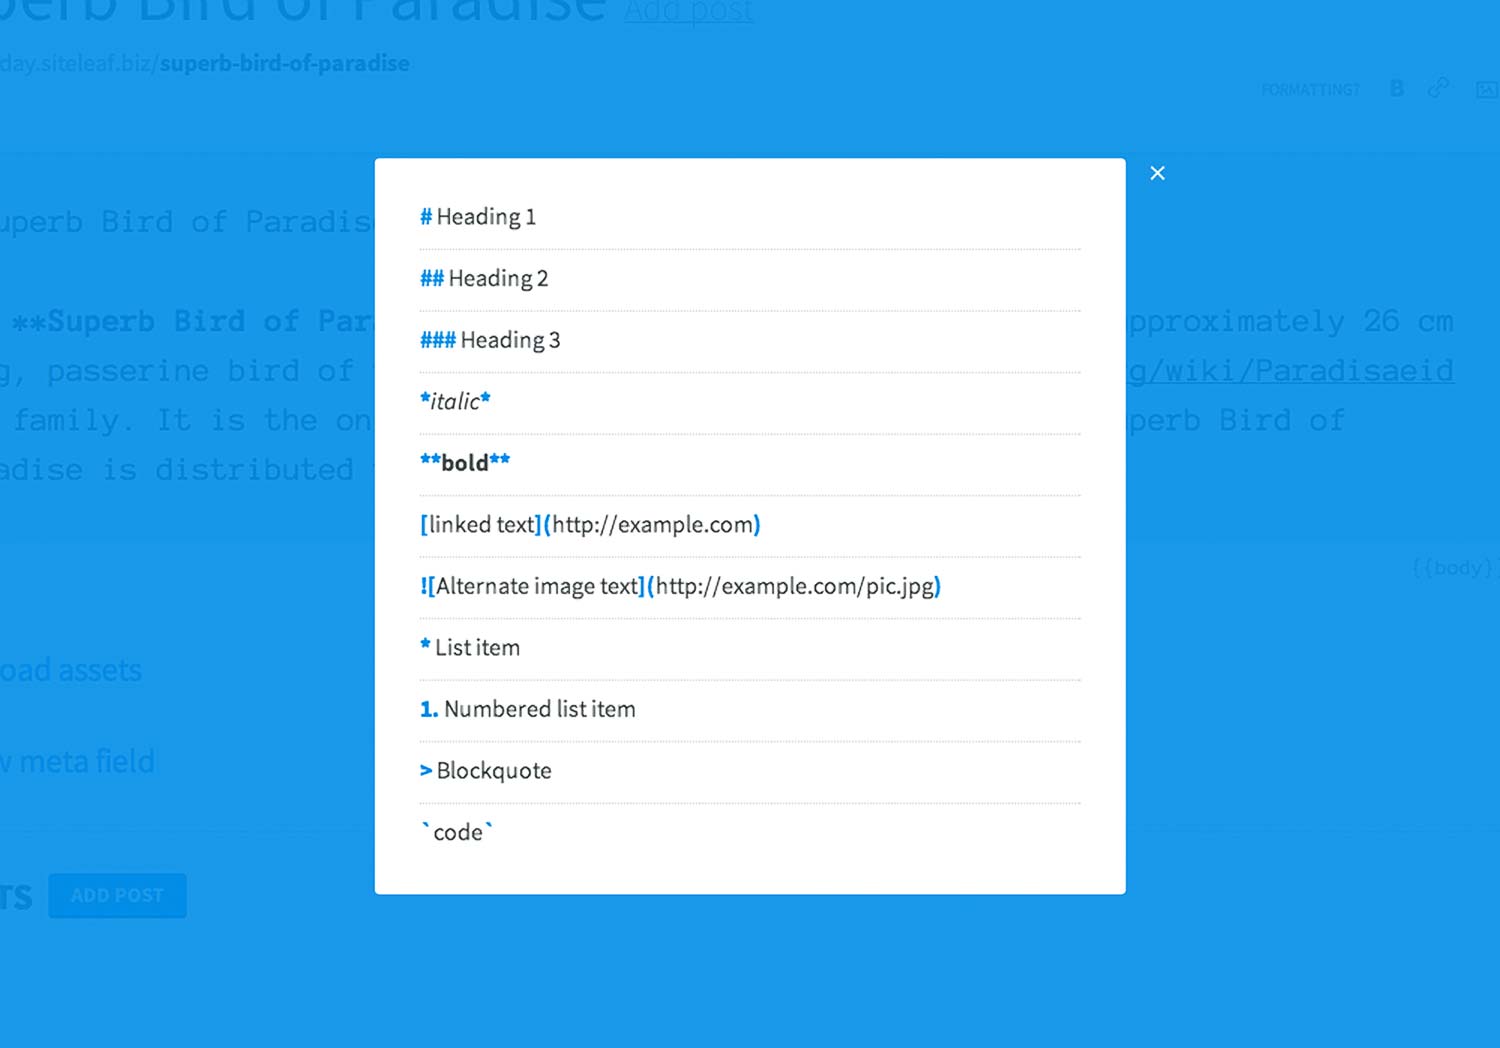 perb Bird of Paradise Add post
day.siteleaf.biz/superb-bird-of-paradise
FORMATTING? B
# Heading 1
uperb Bird of Paradis
## Heading 2
**Superb Bird of Par
pproximately 26 cm
### Heading 3
g, passerine bird of
g/wiki/Paradisaeid
*italic*
family. It is the on
perb Bird of
**bold**
adise is distributed
[linked text](http://example.com)
{{body}}
![Alternate image text](http://example.com/pic.jpg)
* List item
oad assets
1. Numbered list item
w meta field
> Blockquote
`code`
TS ADD POST